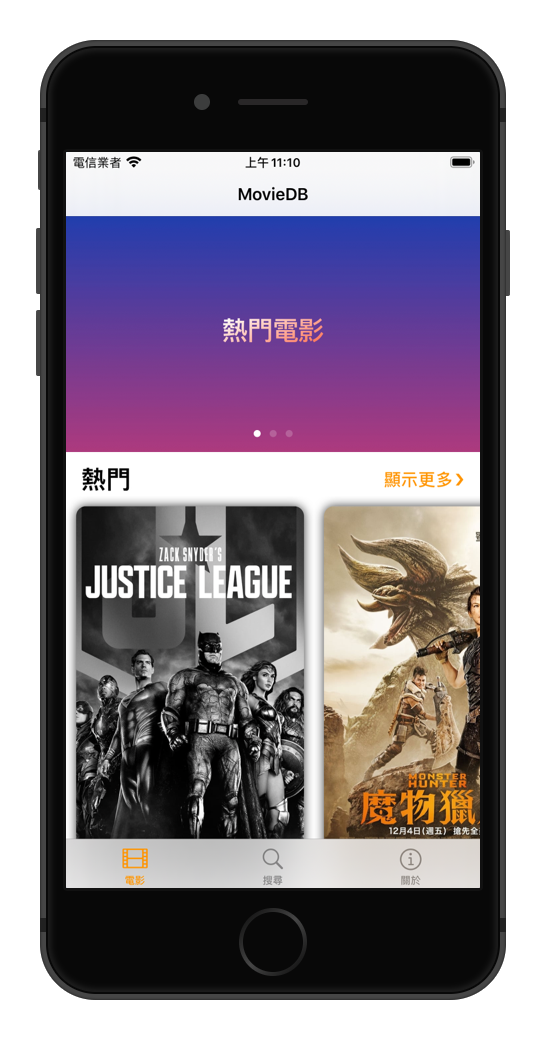 電信業者
上午11:10
MovieDB
熱門電影
熱門
顯示更多
ZACK SNYDER'S
JUSTICE LEAGUE
MONSTER
HUNTER
魔物獵
12月4日(週五) 搶先全
電影
搜尋
關於